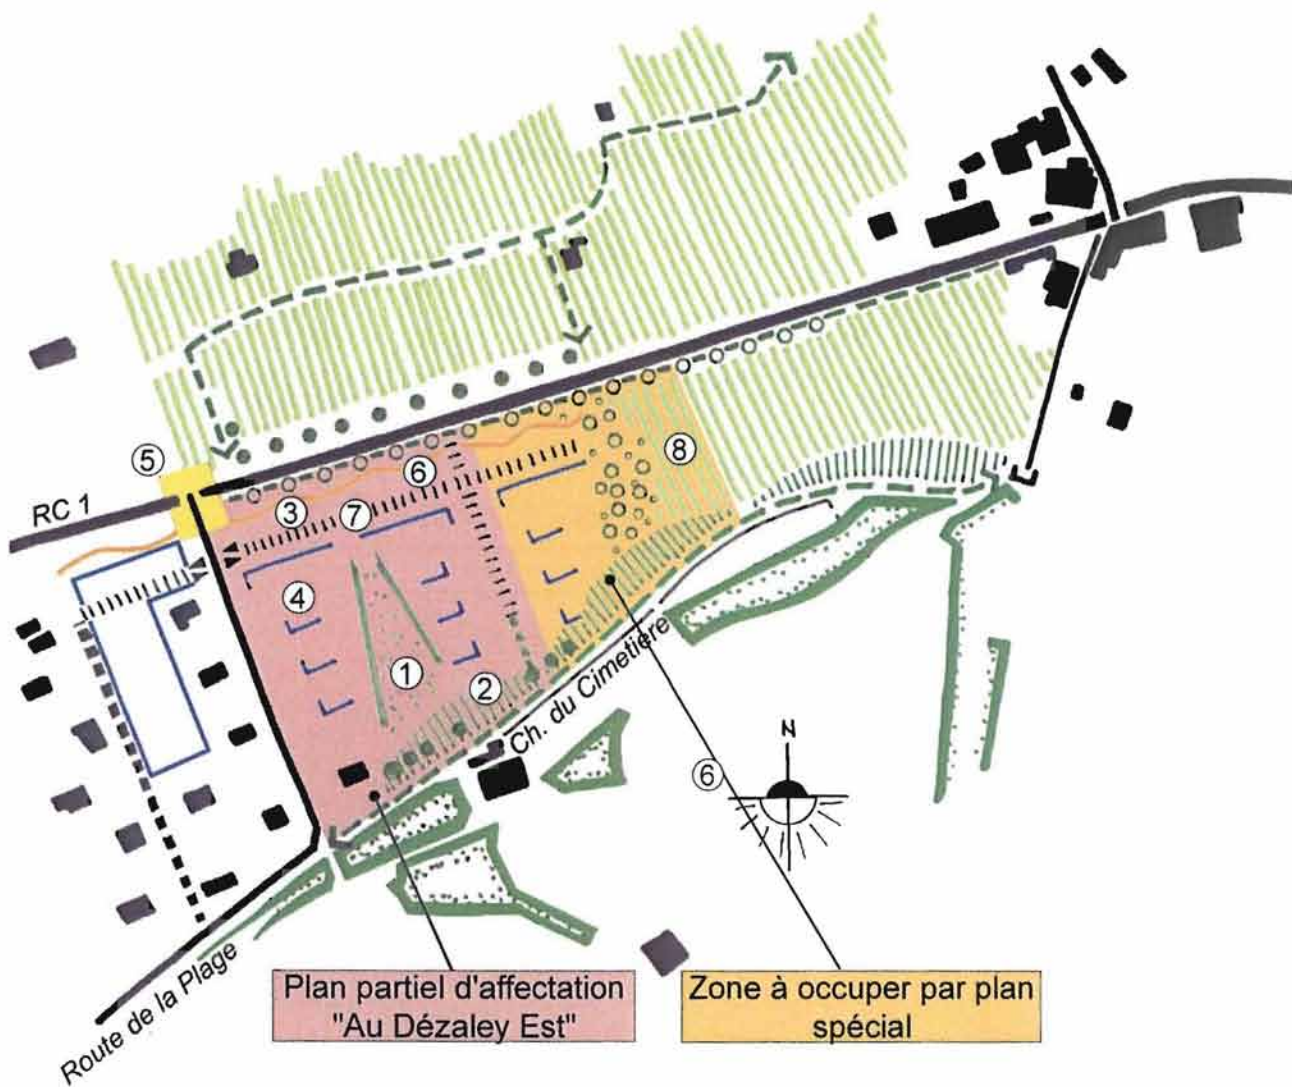 ⑤
RC 1
③
⑥
⑦
⑧
④
①
②
Ch. du Cimetière
N
⑥
Route de la Plage
Plan partiel d'affectation
"Au Dézaley Est"
Zone à occuper par plan
spécial